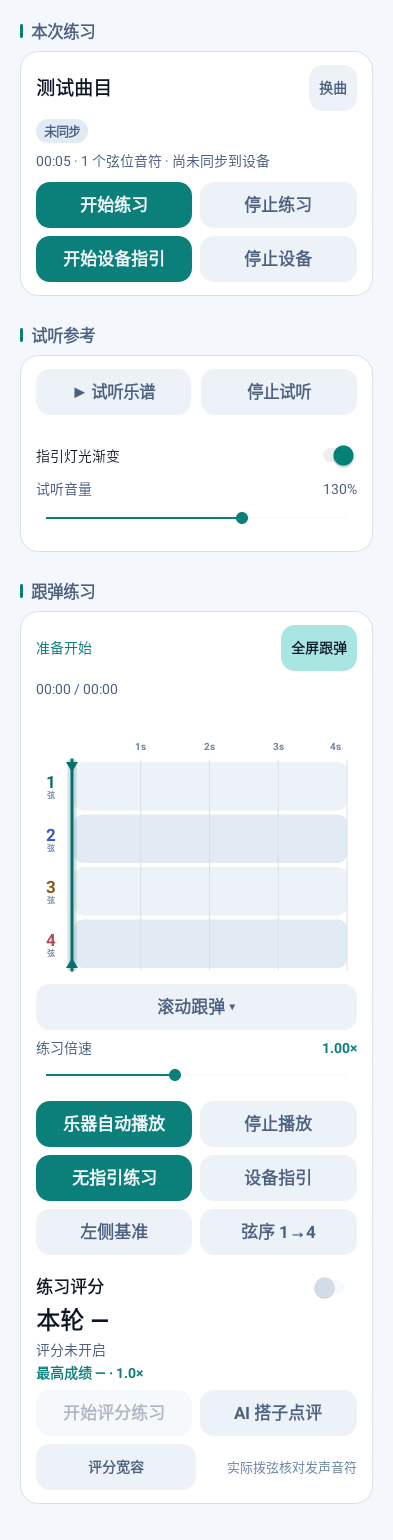 本次练习
测试曲目
换曲
未同步
00:05 · 1 个弦位音符 · 尚未同步到设备
开始练习
停止练习
开始设备指引
停止设备
试听参考
► 试听乐谱
停止试听
指引灯光渐变
试听音量
130%
跟弹练习
准备开始
全屏跟弹
00:00 / 00:00
1s 2s 3s 4s
1
弦
2
弦
3
弦
4
弦
滚动跟弹 ▾
练习倍速
1.00×
乐器自动播放
停止播放
无指引练习
设备指引
左侧基准
弦序 1→4
练习评分
本轮 —
评分未开启
最高成绩 — · 1.0×
开始评分练习
AI 搭子点评
评分宽容
实际拨弦核对发声音符